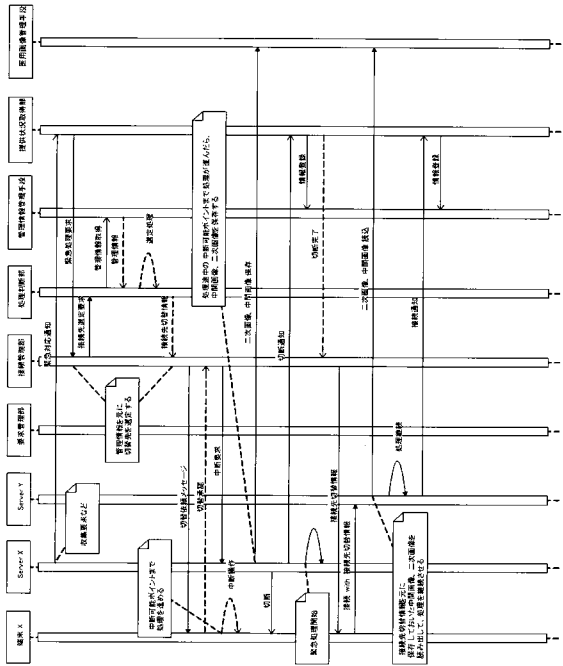 医用画像管理手段
提供状況取得部
管理情報管理手段
処理判断部
接続管理部
要求管理部
Server Y
Server X
端末 X
緊急対応通知
緊急処理要求
接続先選定要求
管理情報取得
管理情報
選定処理
接続先切替情報
管理情報を元に
切替先を選定する
収集要求など
切替依頼メッセージ
切替承諾
中断可能ポイントまで
処理を進める
中断要求
中断操作
処理途中の中断可能ポイントまで処理が進んだら、
中間画像、二次画像を保存する
二次画像、中間画像 保存
切断
切断通知
情報登録
切断完了
緊急処理開始
接続先切替情報
接続 with 接続先切替情報
二次画像、中間画像 読込
処理継続
接続先切替情報を元に
保存しておいた中間画像、二次画像を
読み出して、処理を継続させる
接続通知
情報登録